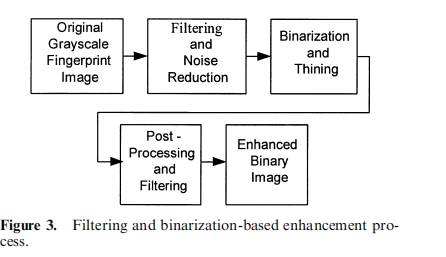 Original
Grayscale
Fingerprint
Image
Filtering
and
Noise
Reduction
Binarization
and
Thining
Post -
Processing
and
Filtering
Enhanced
Binary
Image
Figure 3. Filtering and binarization-based enhancement pro-
cess.